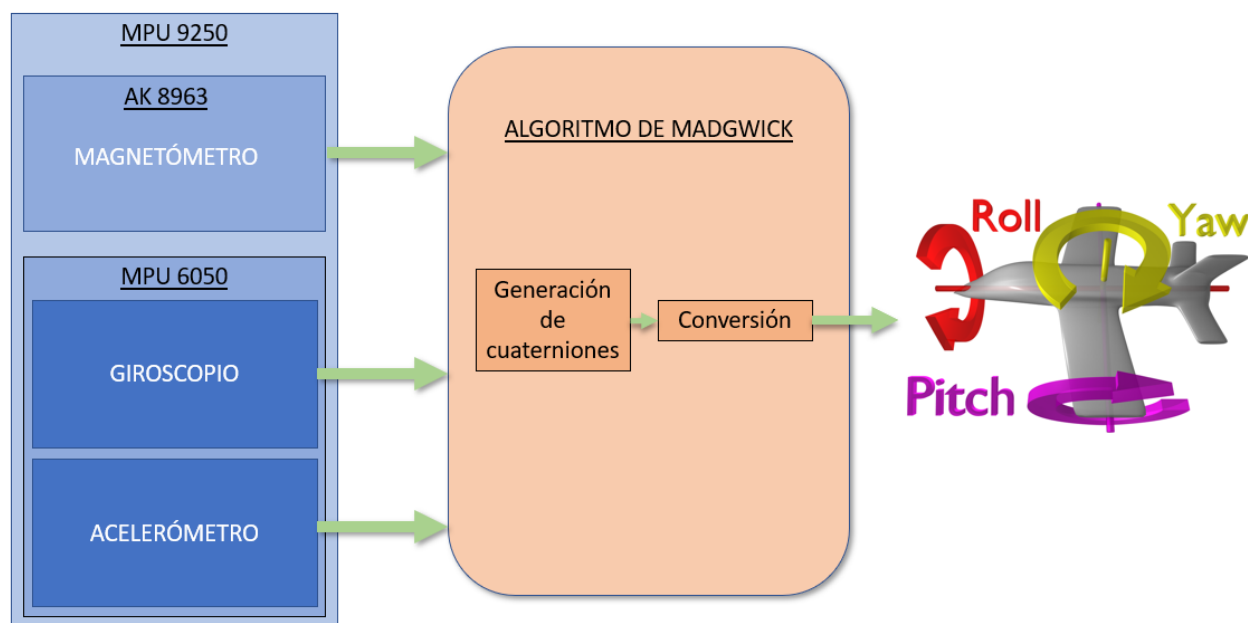 MPU 9250
AK 8963
MAGNETÓMETRO
MPU 6050
GIROSCOPIO
ACELERÓMETRO
ALGORITMO DE MADGWICK
Generación
de
cuaterniones
Conversión
Roll
Yaw
Pitch